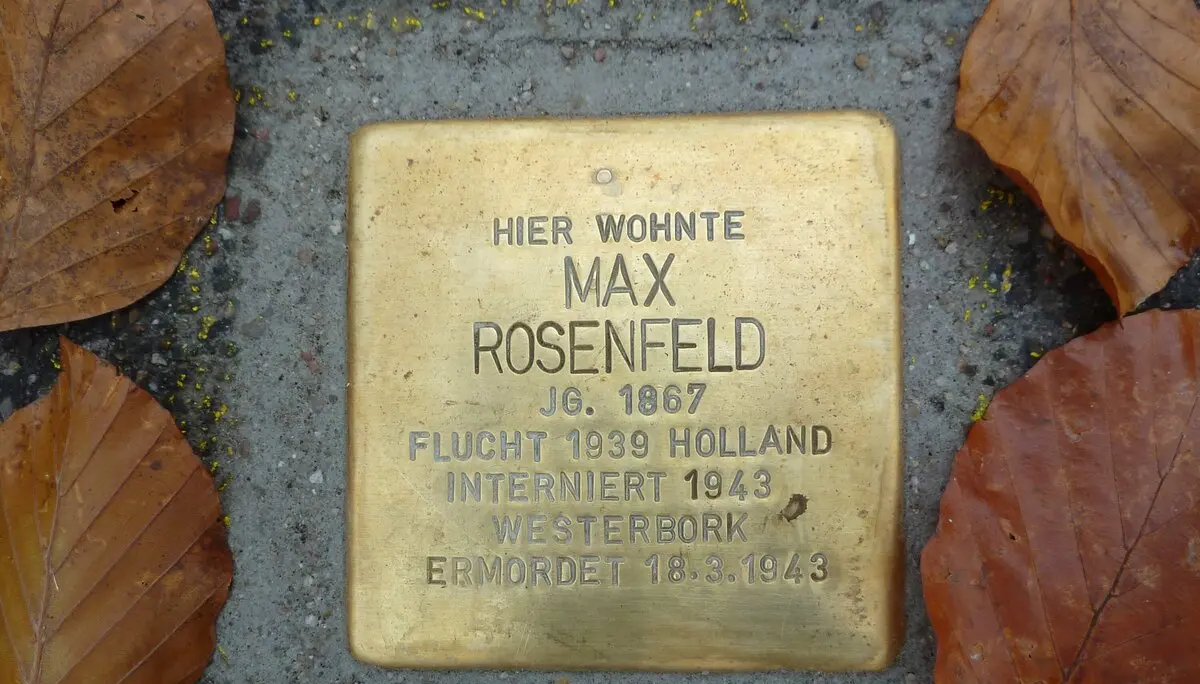 HIER WOHNTE
MAX
ROSENFELD
JG. 1867
FLUCHT 1939 HOLLAND
INTERNIERT 1943
WESTERBORK
ERMORDET 18.3.1943